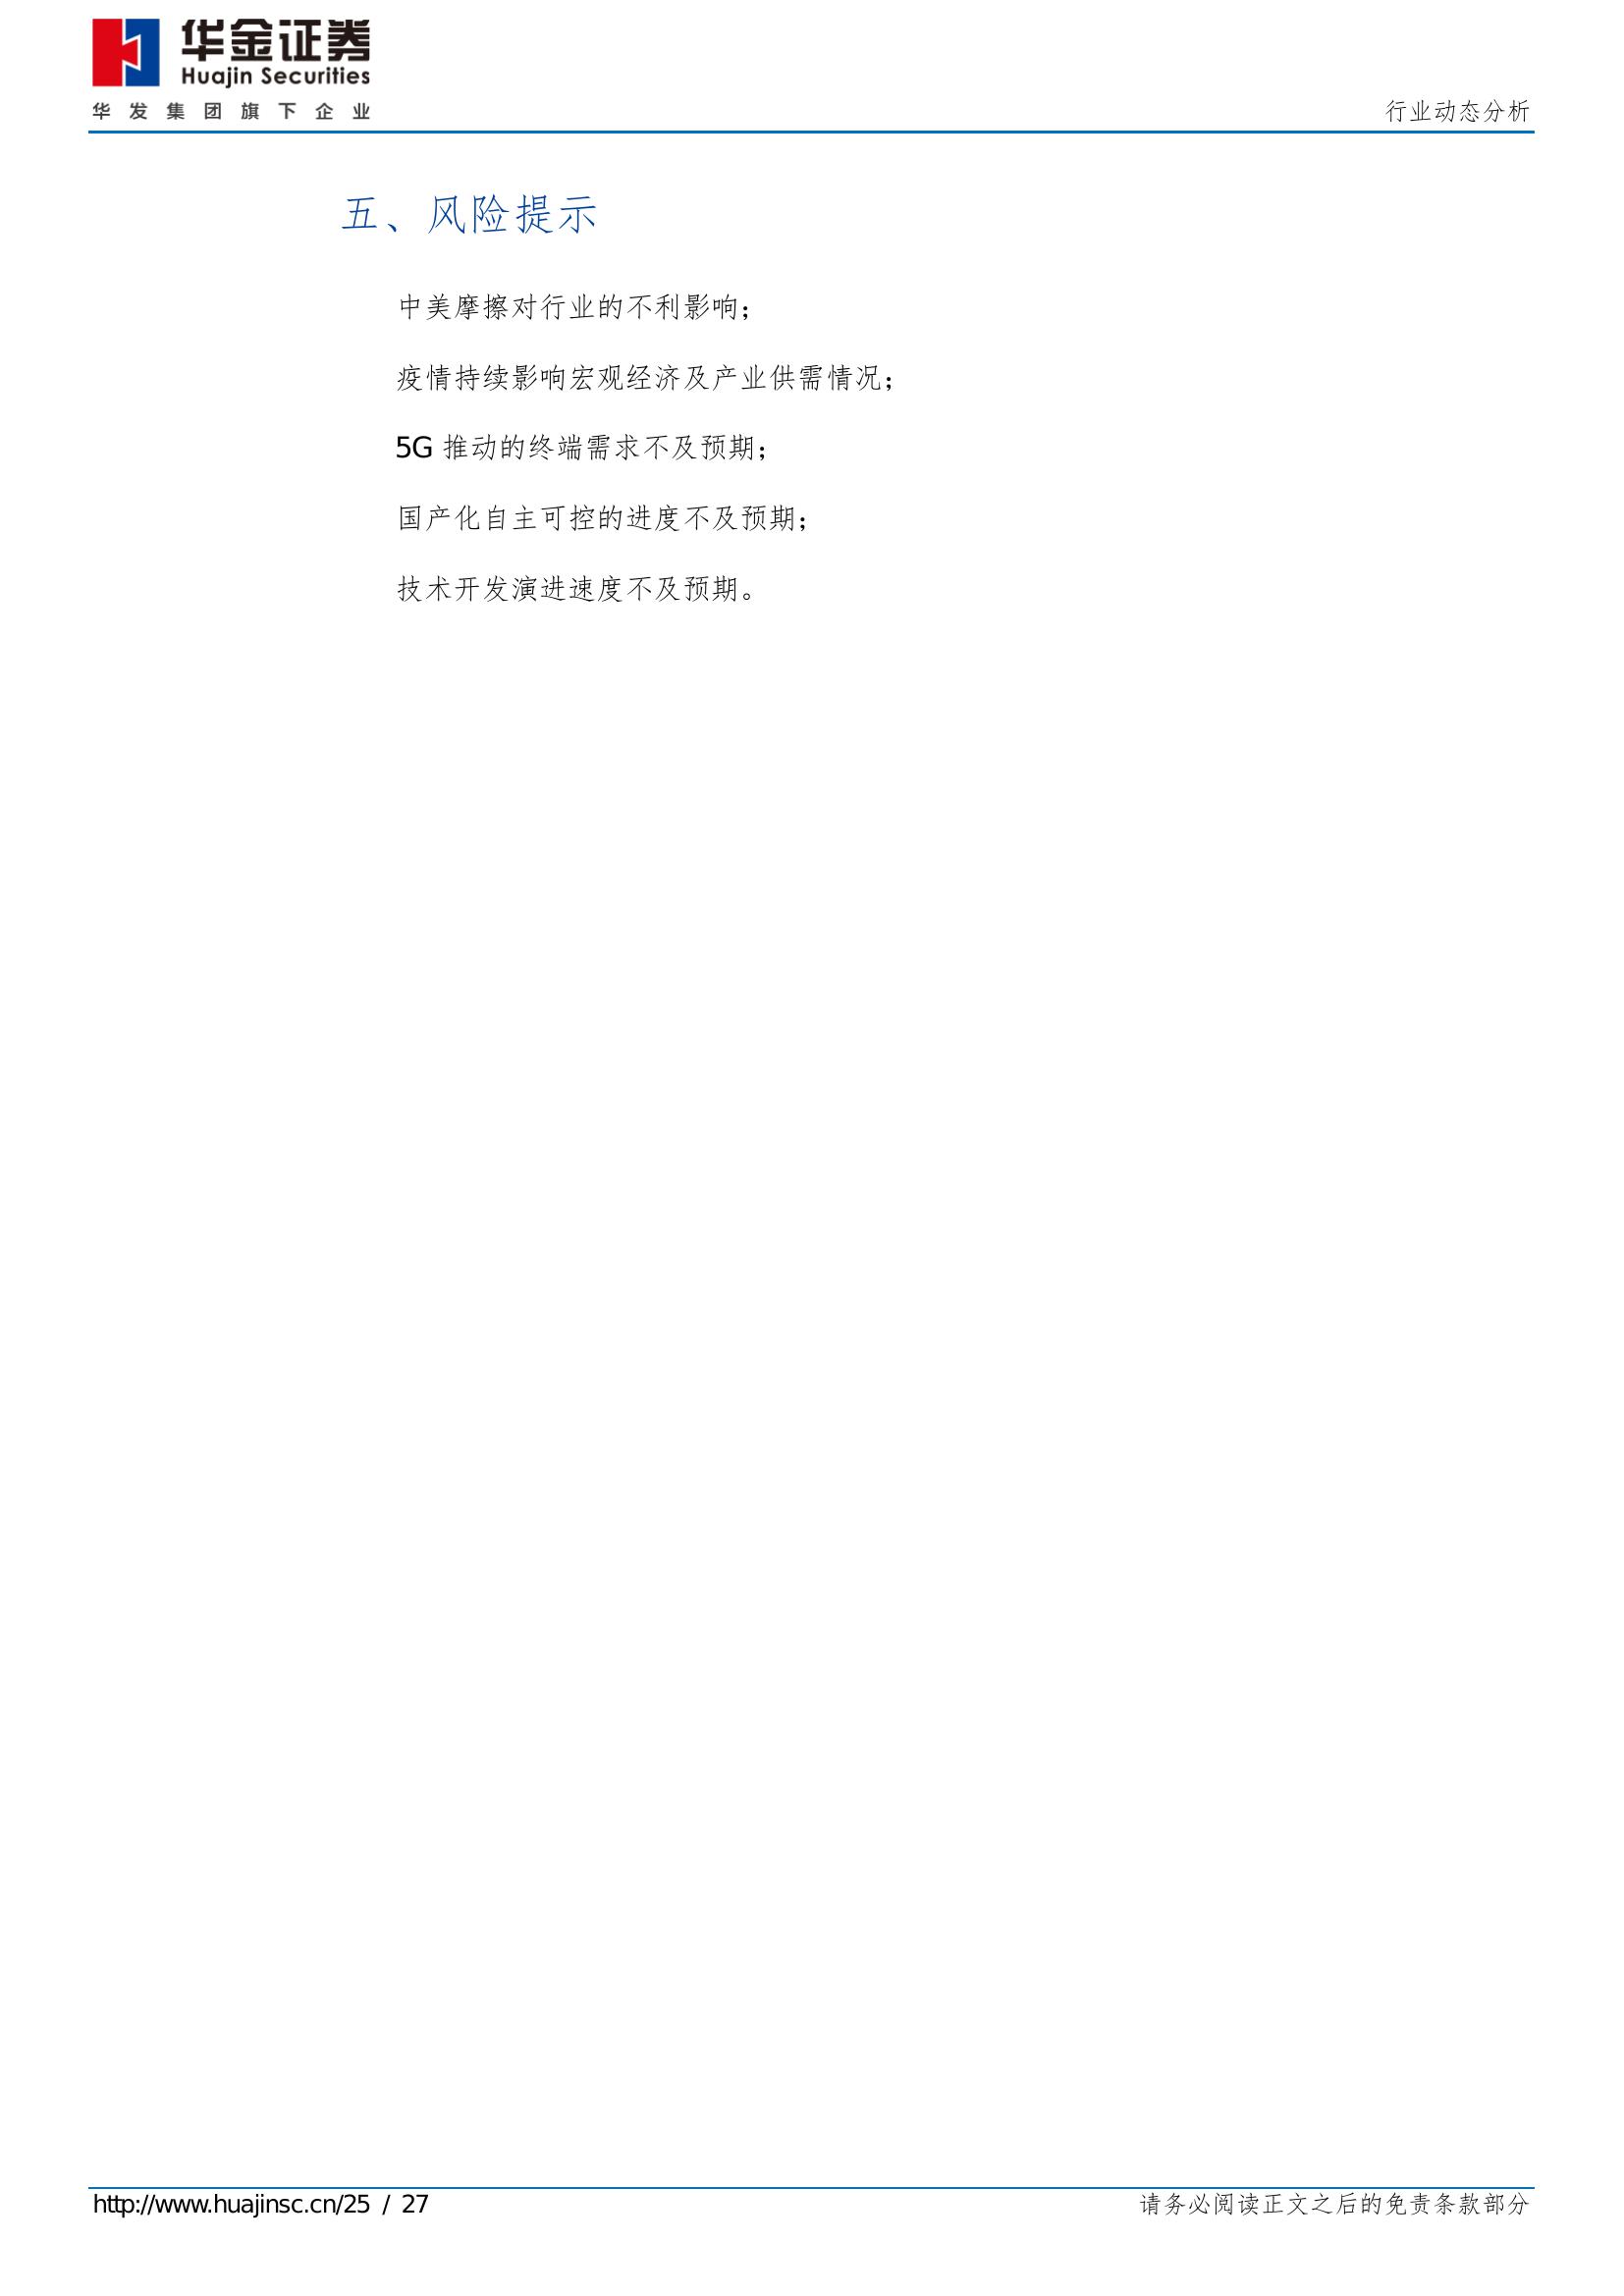 华金证券
Huajin Securities
华发集团旗下企业
行业动态分析
五、风险提示
中美摩擦对行业的不利影响；
疫情持续影响宏观经济及产业供需情况；
5G 推动的终端需求不及预期；
国产化自主可控的进度不及预期；
技术开发演进速度不及预期。
http://www.huajinsc.cn/25 / 27
请务必阅读正文之后的免责条款部分